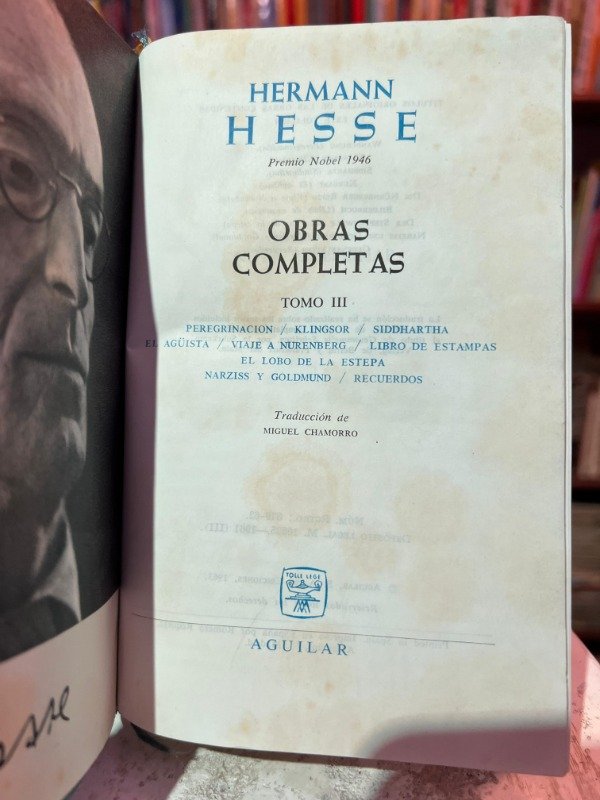 HERMANN
HESSE
Premio Nobel 1946
OBRAS
COMPLETAS
TOMO III
PEREGRINACION / KLINGSOR / SIDDHARTHA
EL AGÜISTA / VIAJE A NURENBERG / LIBRO DE ESTAMPAS
EL LOBO DE LA ESTEPA
NARZISS Y GOLDMUND / RECUERDOS
Traducción de
MIGUEL CHAMORRO
TOLLE LEGE
AGUILAR